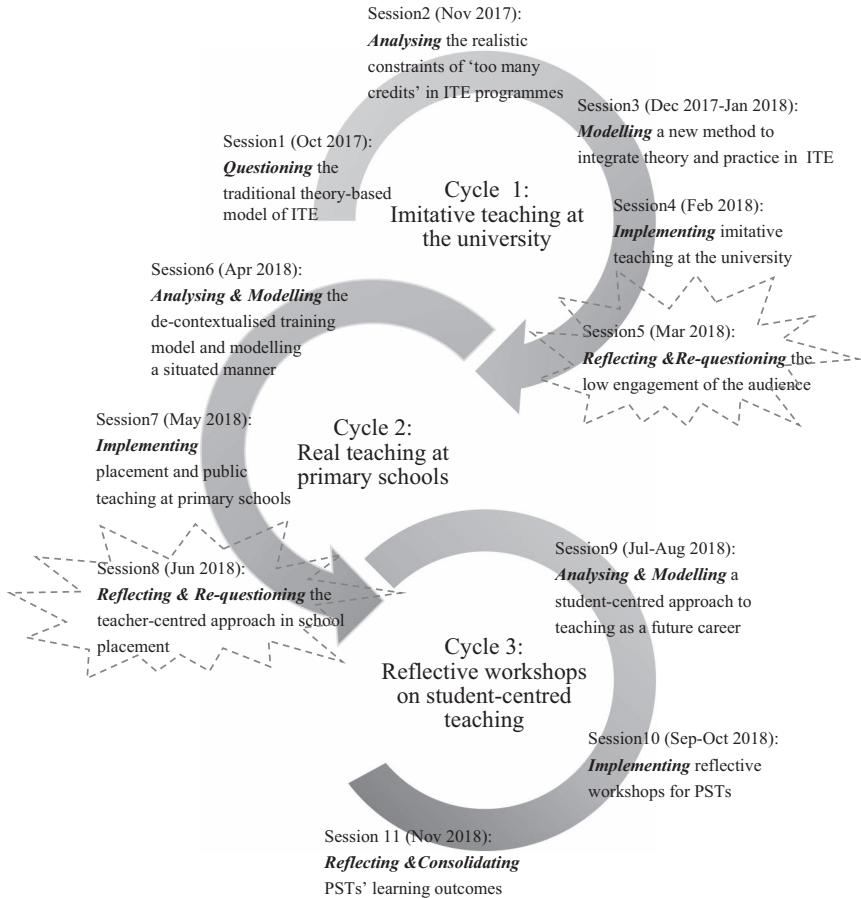 Session2 (Nov 2017):
Analysing the realistic
constraints of ‘too many
credits’ in ITE programmes
Session3 (Dec 2017-Jan 2018):
Modelling a new method to
integrate theory and practice in ITE
Session1 (Oct 2017):
Questioning the
traditional theory-based
model of ITE
Cycle 1:
Imitative teaching at
the university
Session4 (Feb 2018):
Implementing imitative
teaching at the university
Session5 (Mar 2018):
Reflecting &Re-questioning the
low engagement of the audience
Session6 (Apr 2018):
Analysing & Modelling the
de-contextualised training
model and modelling
a situated manner
Cycle 2:
Real teaching at
primary schools
Session7 (May 2018):
Implementing
placement and public
teaching at primary schools
Session8 (Jun 2018):
Reflecting & Re-questioning the
teacher-centred approach in school
placement
Session9 (Jul-Aug 2018):
Analysing & Modelling a
student-centred approach to
teaching as a future career
Cycle 3:
Reflective workshops
on student-centred
teaching
Session10 (Sep-Oct 2018):
Implementing reflective
workshops for PSTs
Session 11 (Nov 2018):
Reflecting &Consolidating
PSTs’ learning outcomes